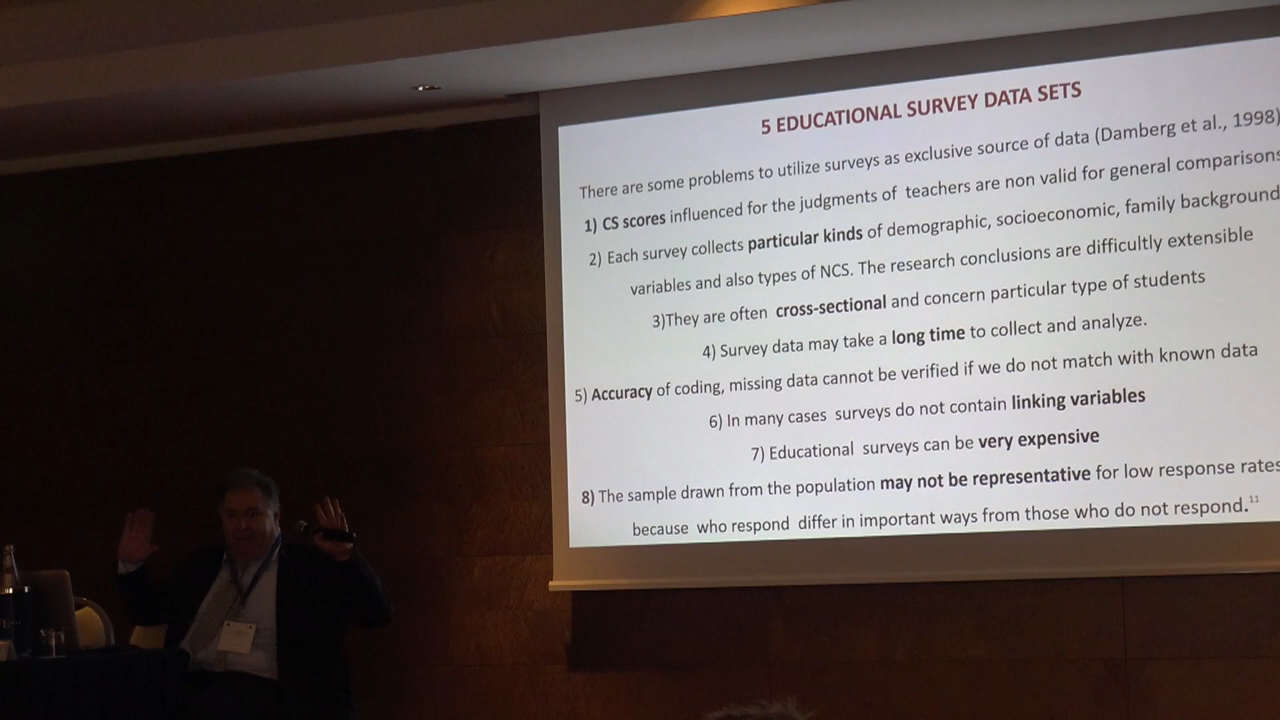 5 EDUCATIONAL SURVEY DATA SETS
There are some problems to utilize surveys as exclusive source of data (Damberg et al., 1998)
1) CS scores influenced for the judgments of teachers are non valid for general comparisons
2) Each survey collects particular kinds of demographic, socioeconomic, family background
variables and also types of NCS. The research conclusions are difficultly extensible
3)They are often cross-sectional and concern particular type of students
4) Survey data may take a long time to collect and analyze.
5) Accuracy of coding, missing data cannot be verified if we do not match with known data
6) In many cases surveys do not contain linking variables
7) Educational surveys can be very expensive
8) The sample drawn from the population may not be representative for low response rates
because who respond differ in important ways from those who do not respond.
11